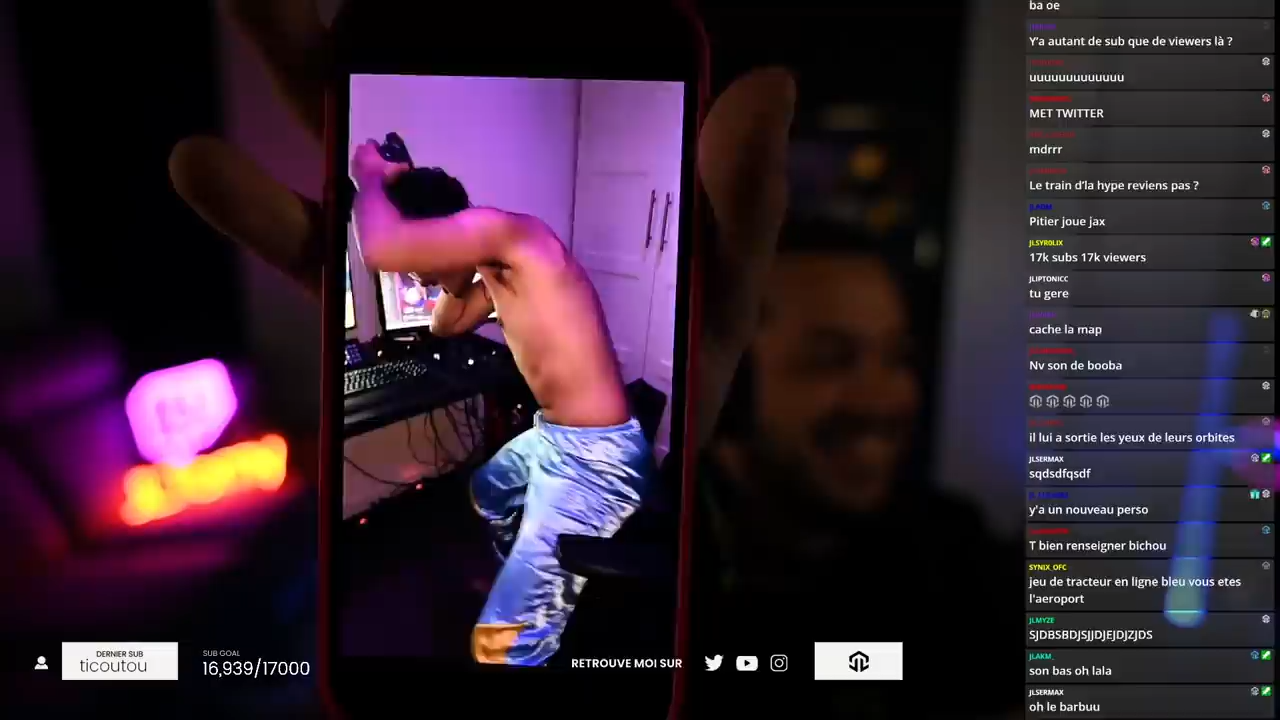 ba oe
Y'a autant de sub que de viewers là ?
uuuuuuuuuuuuu
MET TWITTER
mdrrr
Le train d'la hype reviens pas ?
Pitier joue jax
JLSYR0LIX
17k subs 17k viewers
JLIPTONICC
tu gere
cache la map
Nv son de booba
il lui a sortie les yeux de leurs orbites
JLSERMAX
sqdsdfqsdf
y'a un nouveau perso
T bien renseigner bichou
SYNIX_OFC
jeu de tracteur en ligne bleu vous etes
l'aeroport
JLMYZE
SJDBSBDJSJJDJEJDJZJDS
JLAKM_
son bas oh lala
JLSERMAX
oh le barbuu
DERNIER SUB
ticoutou
SUB GOAL
16,939/17000
RETROUVE MOI SUR